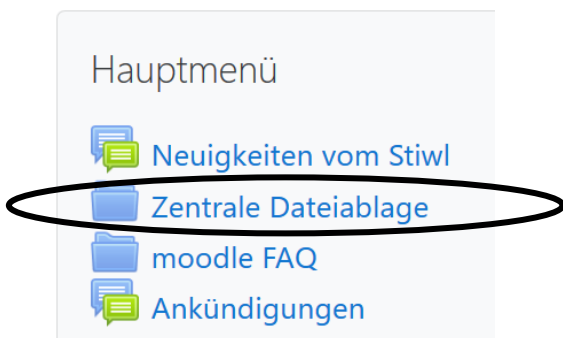 Hauptmenü
Neuigkeiten vom Stiwl
Zentrale Dateiablage
moodle FAQ
Ankündigungen